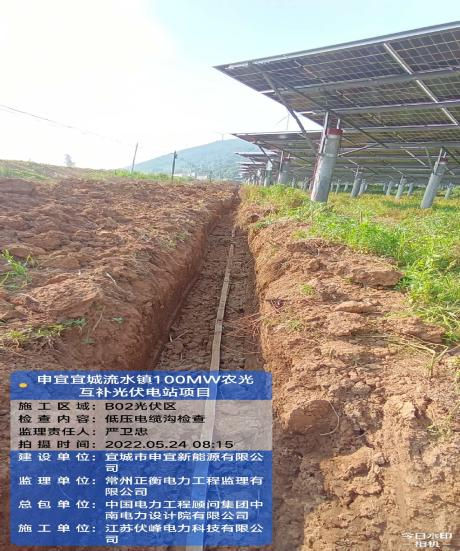 申宜宜城流水镇100MW农光
互补光伏电站项目
施工区域：B02光伏区
检查内容：低压电缆沟检查
监理责任人：严卫忠
拍摄时间：2022.05.24 08:15
建设单位：宜城市申宜新能源有限公
司
监理单位：常州正衡电力工程监理有
限公司
总包单位：中国电力工程顾问集团中
南电力设计院有限公司
施工单位：江苏伏峰电力科技有限公
司
今日水印
相机